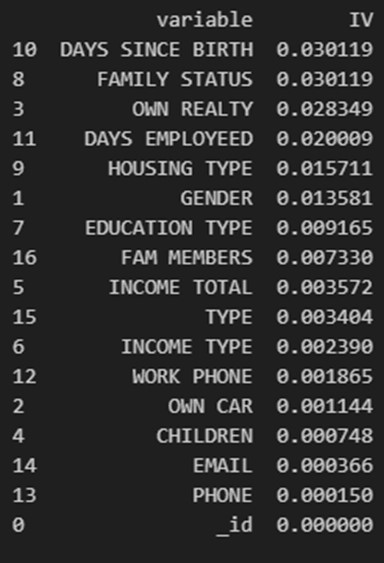 variable IV
10 DAYS SINCE BIRTH 0.030119
8 FAMILY STATUS 0.030119
3 OWN REALTY 0.028349
11 DAYS EMPLOYEED 0.020009
9 HOUSING TYPE 0.015711
1 GENDER 0.013581
7 EDUCATION TYPE 0.009165
16 FAM MEMBERS 0.007330
5 INCOME TOTAL 0.003572
15 TYPE 0.003404
6 INCOME TYPE 0.002390
12 WORK PHONE 0.001865
2 OWN CAR 0.001144
4 CHILDREN 0.000748
14 EMAIL 0.000366
13 PHONE 0.000150
0 _id 0.000000